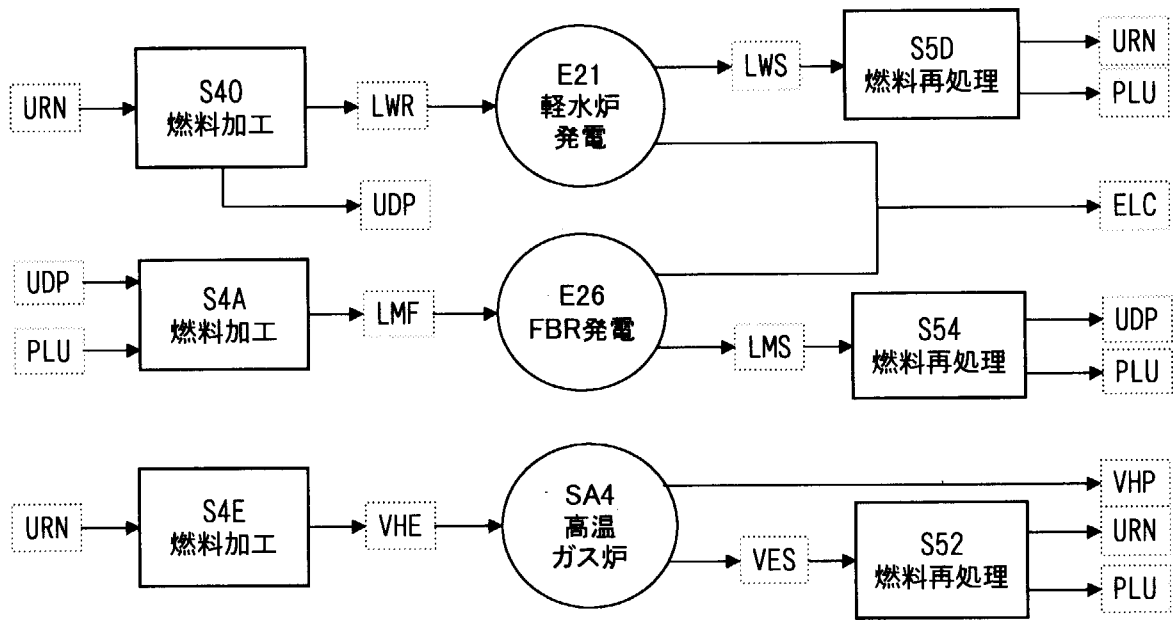 URN
S40
燃料加工
LWR
UDP
E21
軽水炉
発電
LWS
S5D
燃料再処理
URN
PLU
ELC
UDP
PLU
S4A
燃料加工
LMF
E26
FBR発電
LMS
S54
燃料再処理
UDP
PLU
URN
S4E
燃料加工
VHE
SA4
高温
ガス炉
VHP
VES
S52
燃料再処理
URN
PLU